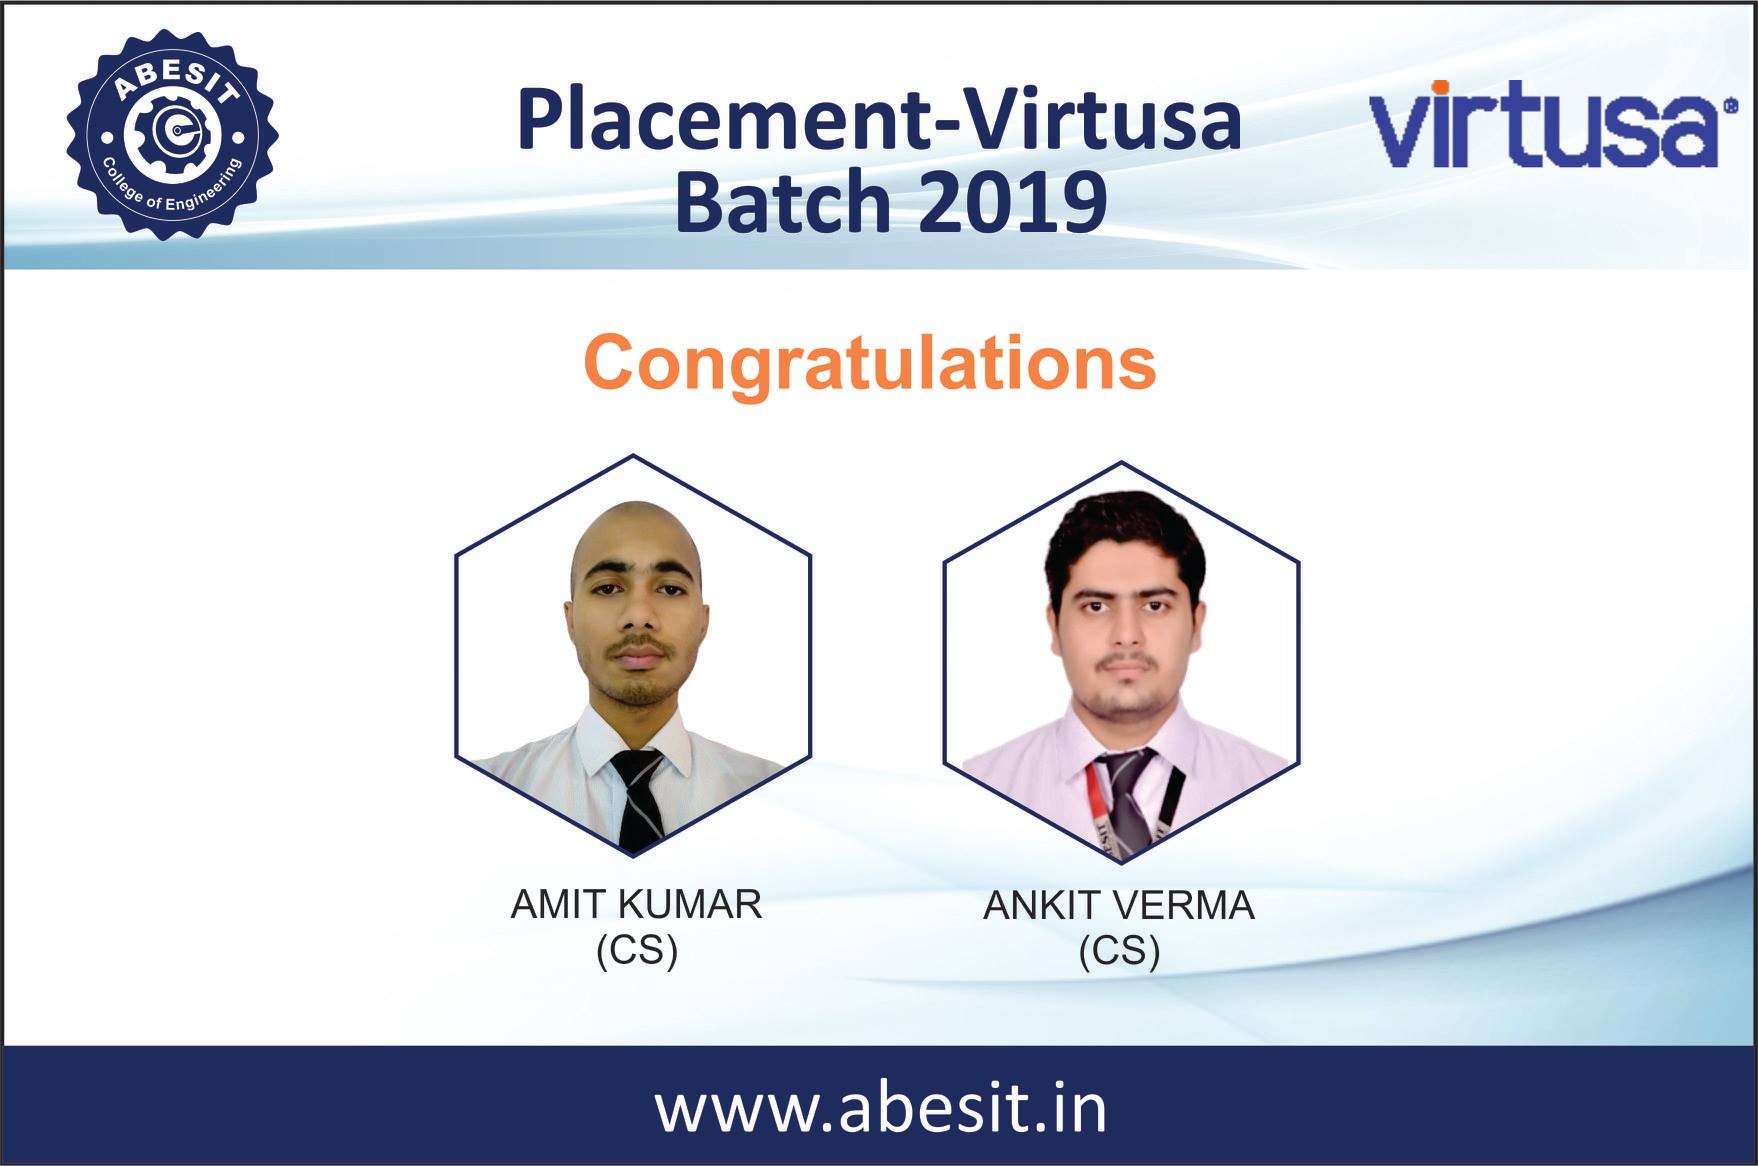 ABESIT
College of Engineering
Placement-Virtusa
Batch 2019
virtusa®
Congratulations
AMIT KUMAR
(CS)
ANKIT VERMA
(CS)
www.abesit.in